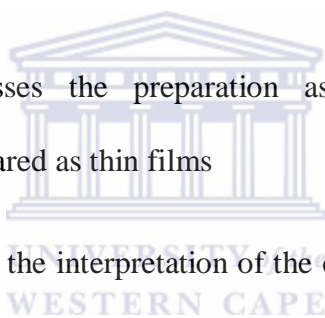 sses the preparation as
ared as thin films
UNIVERSITY of the
the interpretation of the
WESTERN CAPE